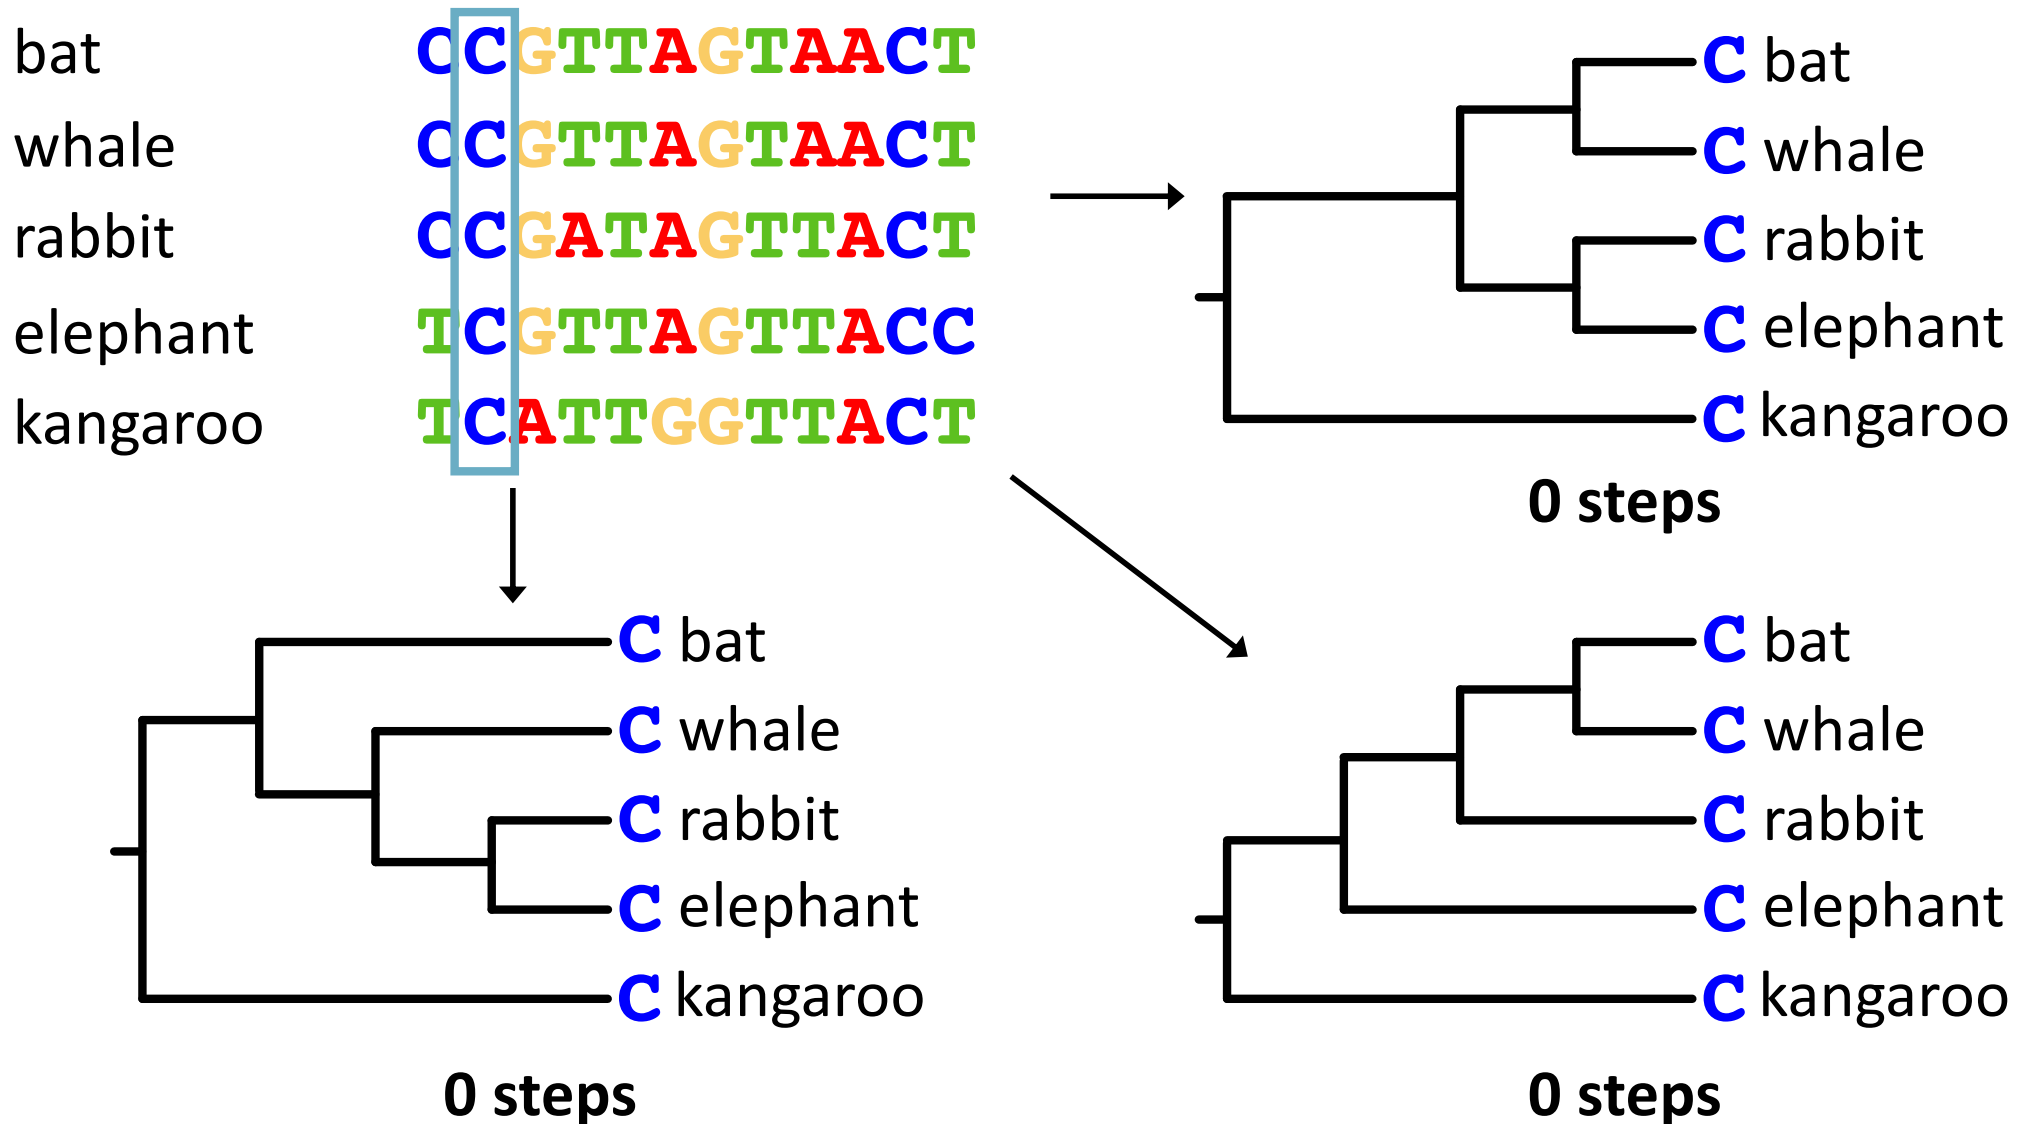 bat CCGTTAGTAACT
whale CCGTTAGTAACT
rabbit CCGATAGTTACT
elephant TCGTTAGTTACC
kangaroo TCATTGGTTACT
C bat
C whale
C rabbit
C elephant
C kangaroo
0 steps
C bat
C whale
C rabbit
C elephant
C kangaroo
0 steps
C bat
C whale
C rabbit
C elephant
C kangaroo
0 steps